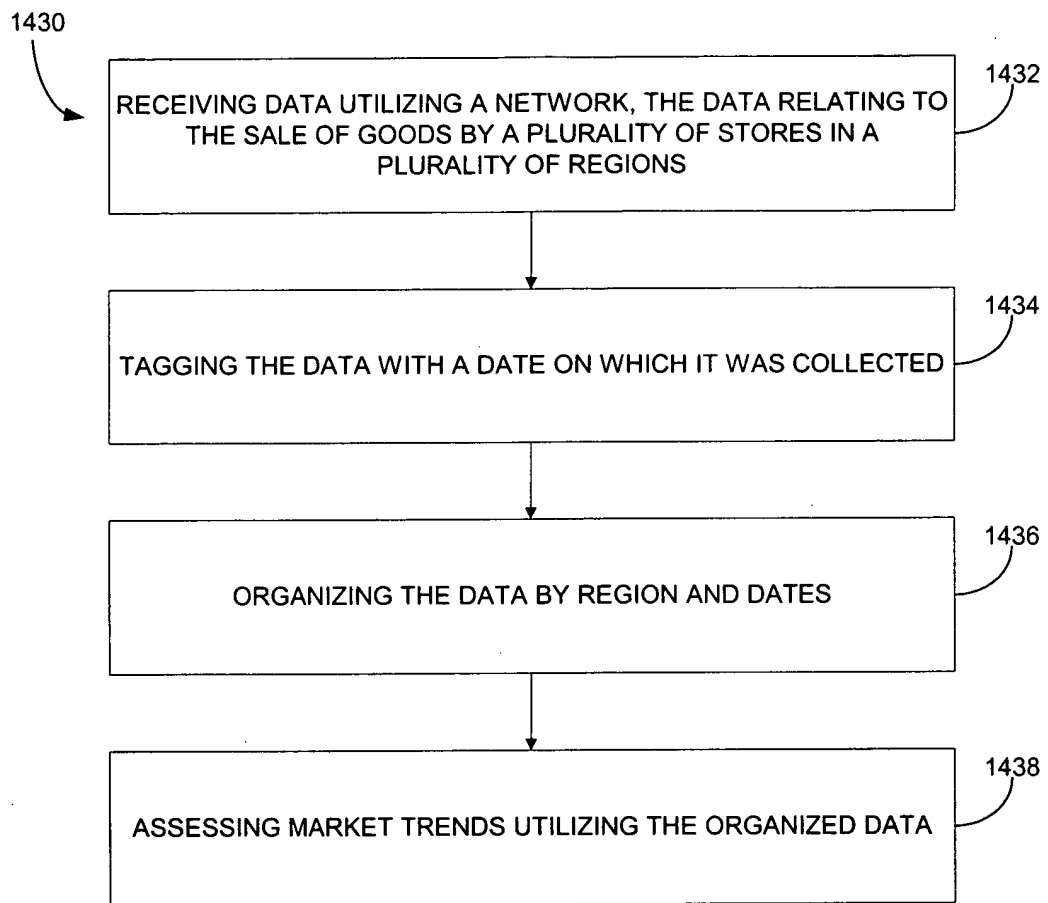 1430
1432
RECEIVING DATA UTILIZING A NETWORK, THE DATA RELATING TO
THE SALE OF GOODS BY A PLURALITY OF STORES IN A
PLURALITY OF REGIONS
1434
TAGGING THE DATA WITH A DATE ON WHICH IT WAS COLLECTED
1436
ORGANIZING THE DATA BY REGION AND DATES
1438
ASSESSING MARKET TRENDS UTILIZING THE ORGANIZED DATA